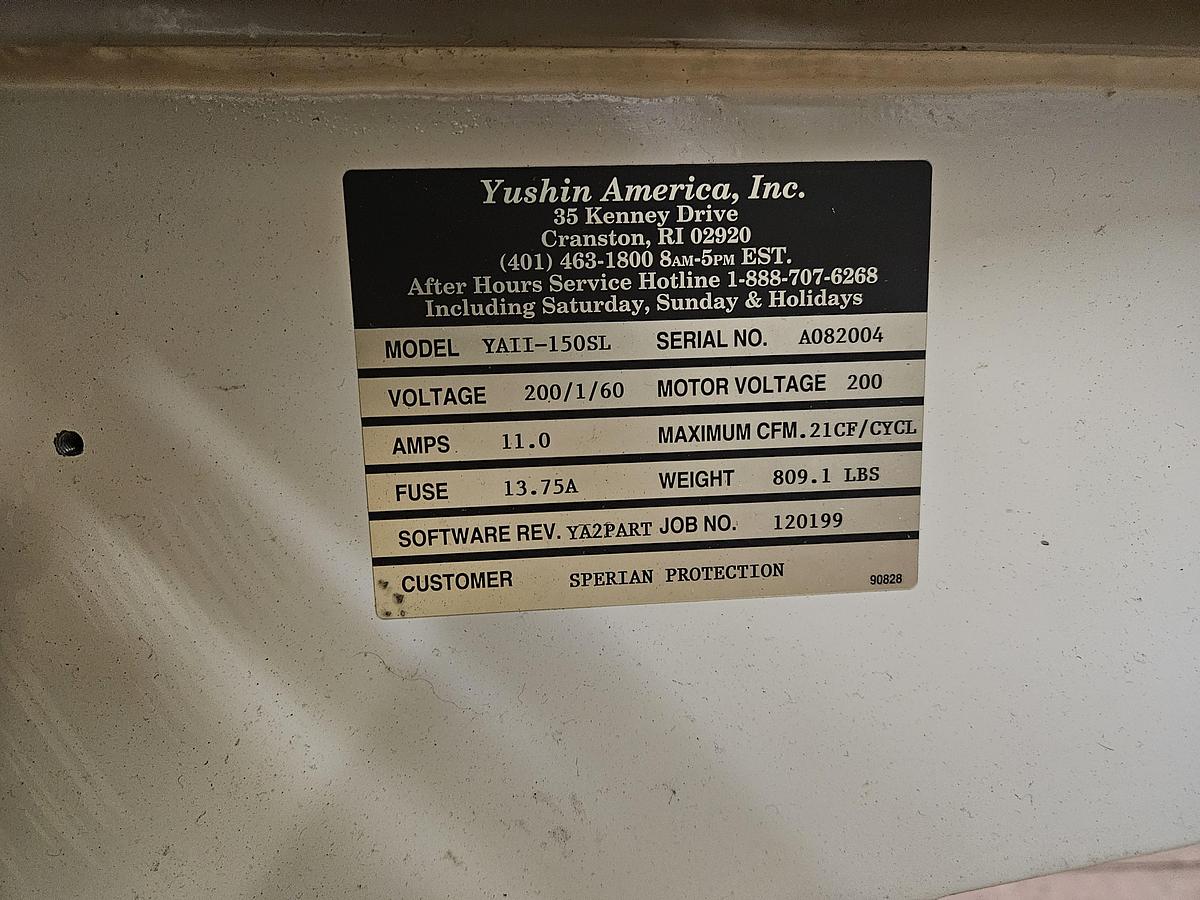 Yushin America, Inc.
35 Kenney Drive
Cranston, RI 02920
(401) 463-1800 8AM-5PM EST.
After Hours Service Hotline 1-888-707-6268
Including Saturday, Sunday & Holidays
MODEL YAII-150SL SERIAL NO. A082004
VOLTAGE 200/1/60 MOTOR VOLTAGE 200
AMPS 11.0 MAXIMUM CFM .21CF/CYCL
FUSE 13.75A WEIGHT 809.1 LBS
SOFTWARE REV. YA2PART JOB NO. 120199
CUSTOMER SPERIAN PROTECTION 90828